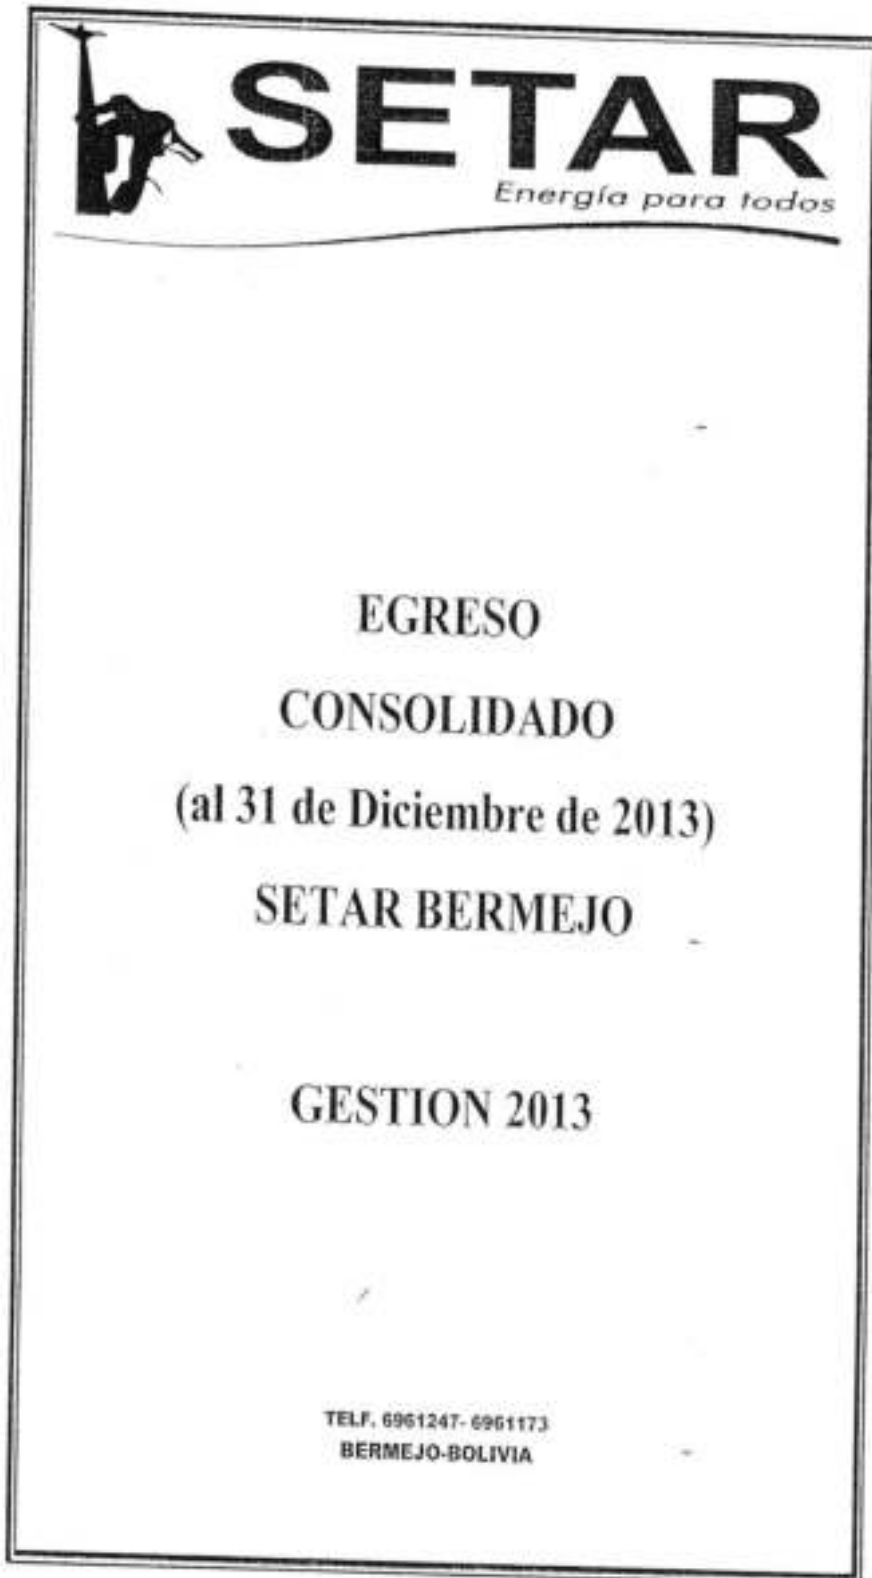 SETAR
Energía para todos
EGRESO
CONSOLIDADO
(al 31 de Diciembre de 2013)
SETAR BERMEJO
GESTION 2013
TELF. 6961247- 6961173
BERMEJO-BOLIVIA